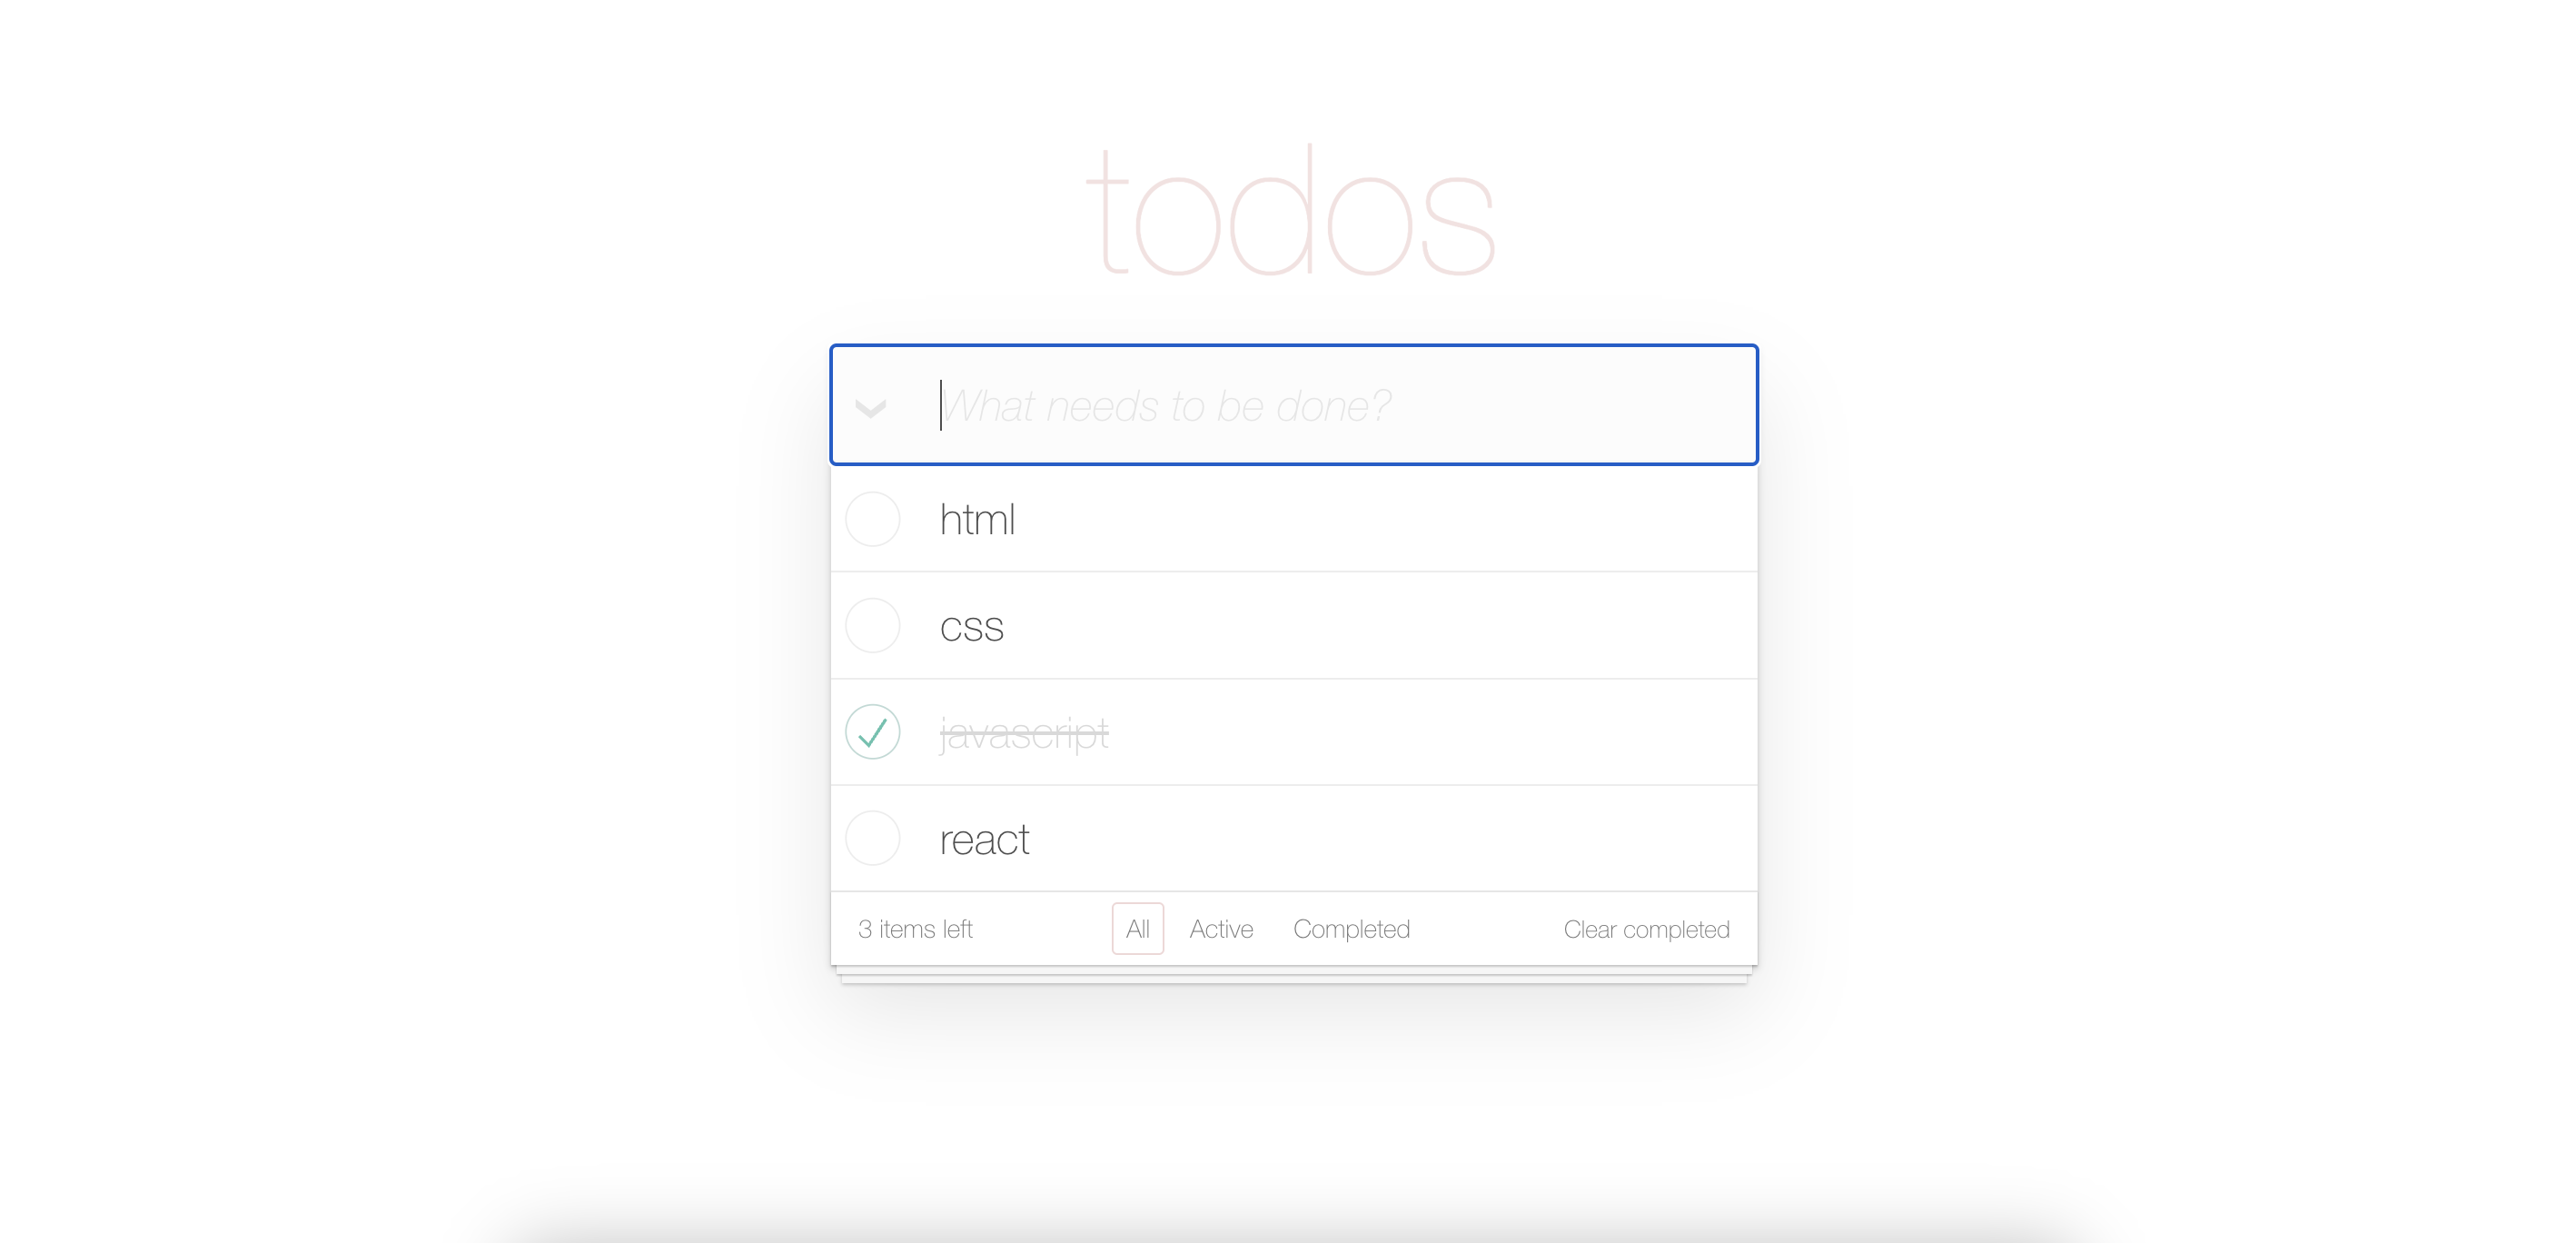 todos
What needs to be done?
html
css
javascript
react
3 items left All Active Completed Clear completed